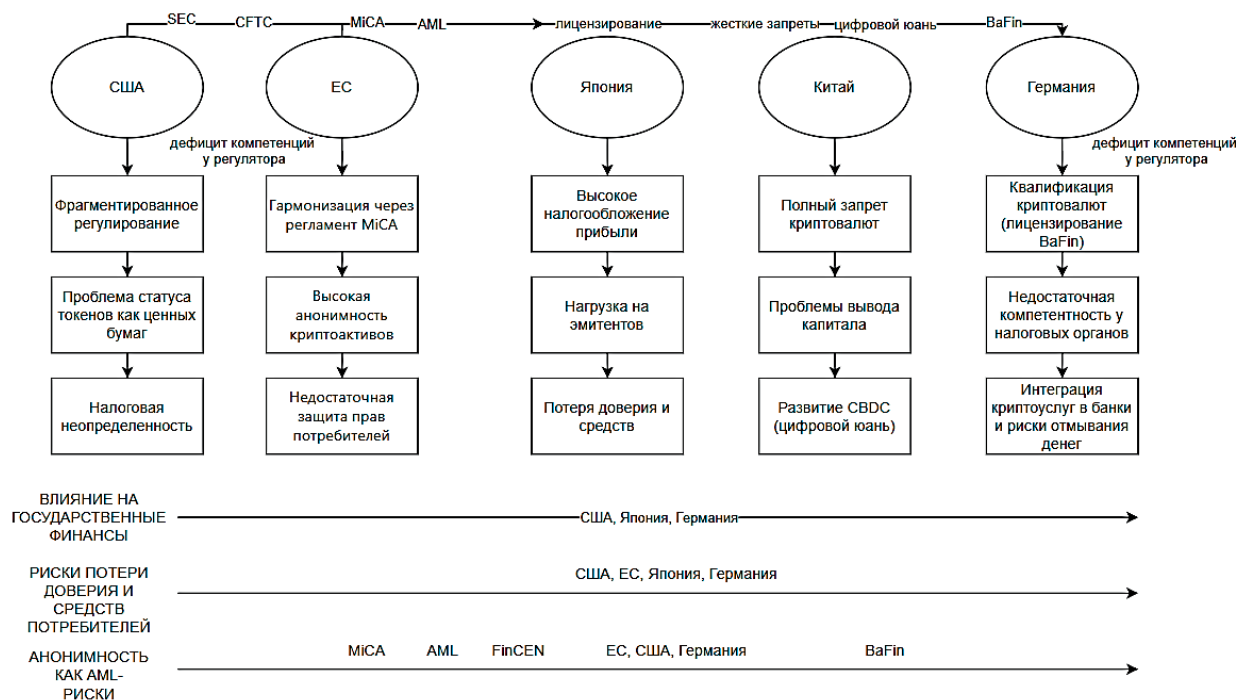 SEC CFTC MiCA AML лицензирование жесткие запреты цифровой юань BaFin
США ЕС Япония Китай Германия
дефицит компетенций
у регулятора
дефицит компетенций
у регулятора
Фрагментированное
регулирование
Гармонизация через
регламент MiCA
Высокое
налогообложение
прибыли
Полный запрет
криптовалют
Квалификация
криптовалют
(лицензирование
BaFin)
Проблема статуса
токенов как ценных
бумаг
Высокая
анонимность
криптоактивов
Нагрузка на
эмитентов
Проблемы вывода
капитала
Недостаточная
компетентность у
налоговых органов
Налоговая
неопределенность
Недостаточная
защита прав
потребителей
Потеря доверия и
средств
Развитие CBDC
(цифровой юань)
Интеграция
криптоуслуг в банки
и риски отмывания
денег
ВЛИЯНИЕ НА
ГОСУДАРСТВЕННЫЕ
ФИНАНСЫ
США, Япония, Германия
РИСКИ ПОТЕРИ
ДОВЕРИЯ И
СРЕДСТВ
ПОТРЕБИТЕЛЕЙ
США, ЕС, Япония, Германия
АНОНИМНОСТЬ
КАК AML-
РИСКИ
MiCA AML FinCEN ЕС, США, Германия BaFin